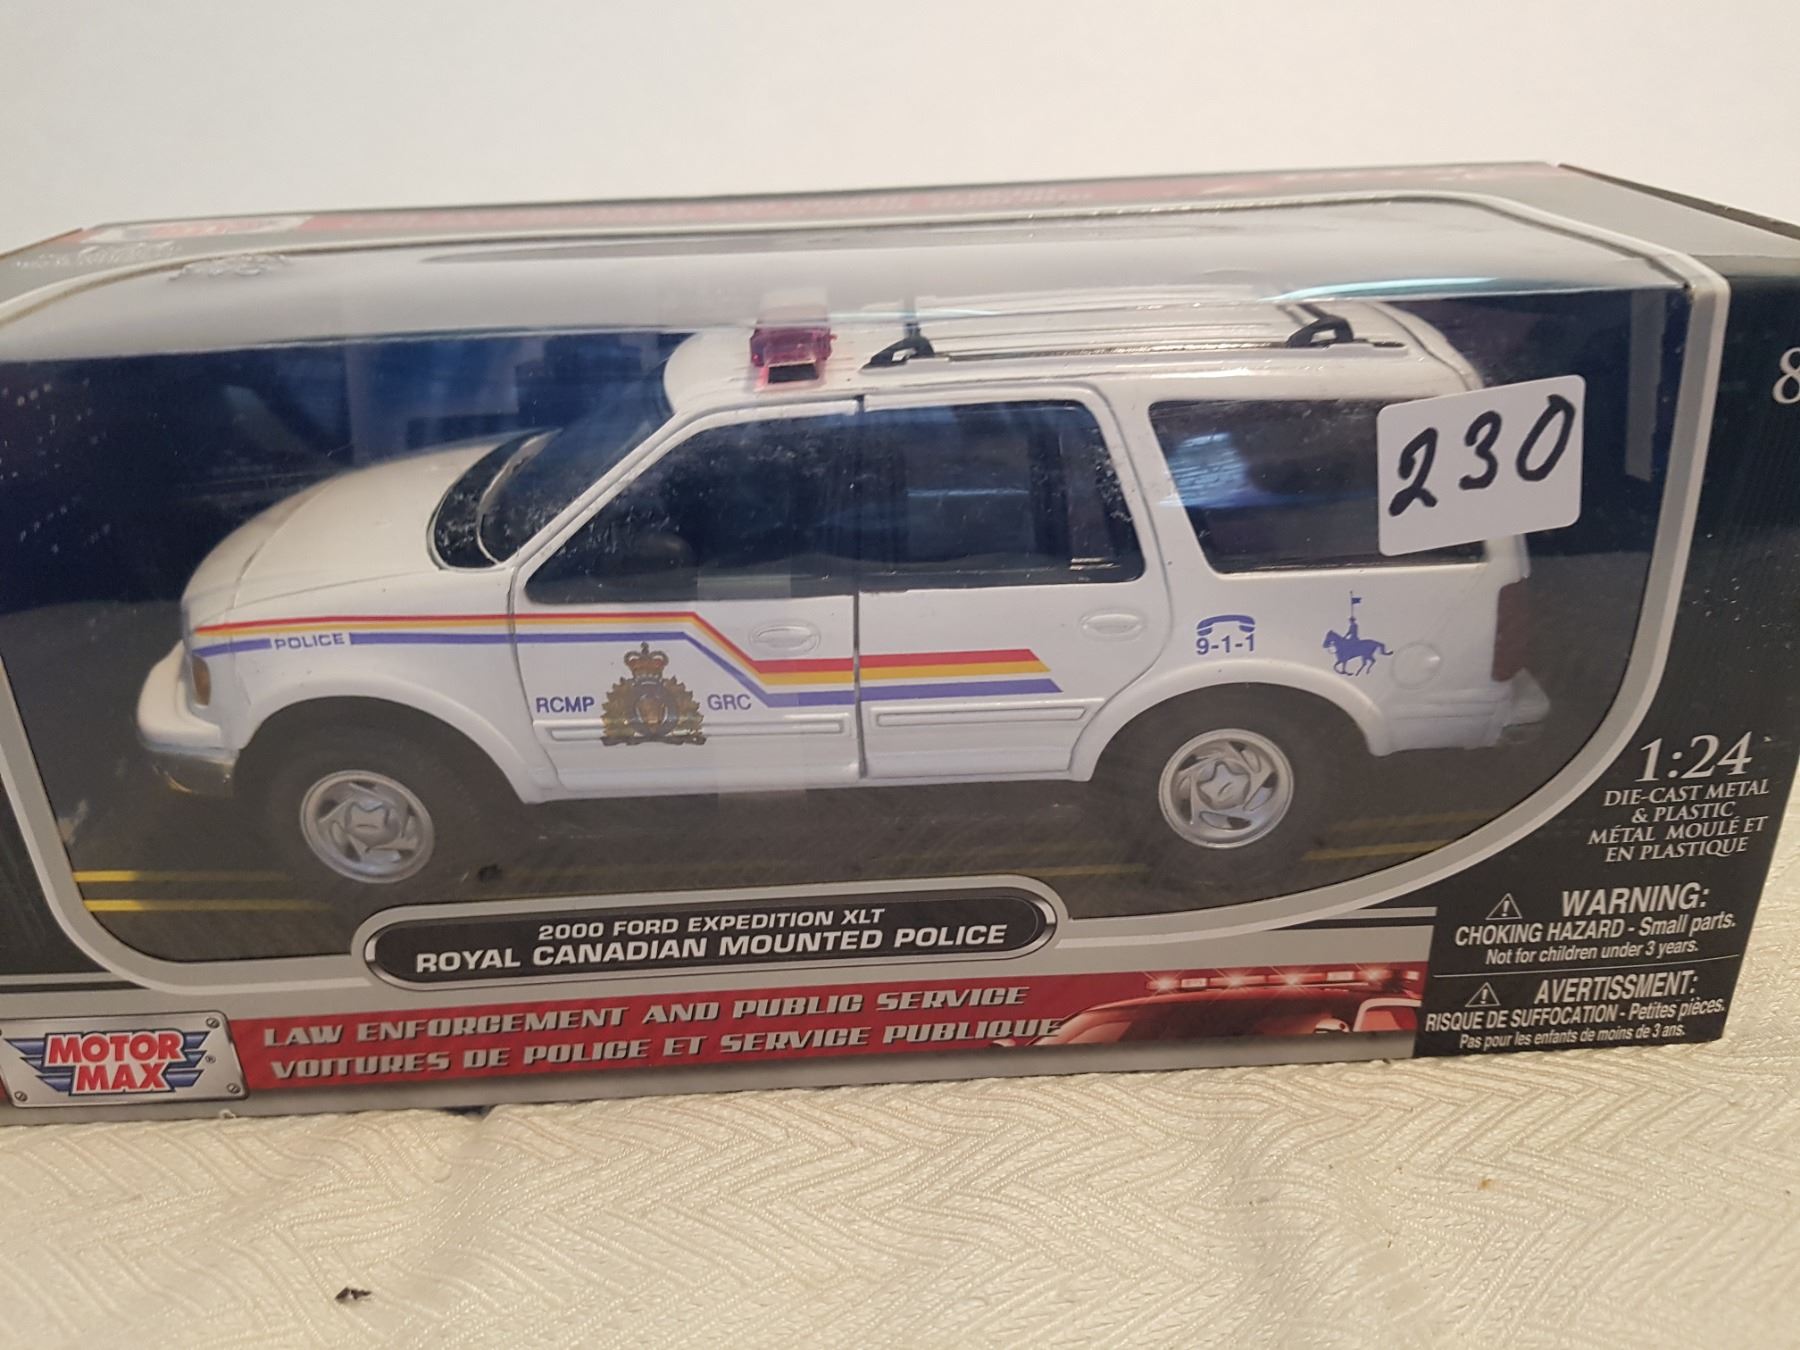 8
230
POLICE
9-1-1
RCMP GRC
1:24
DIE-CAST METAL
& PLASTIC
MÉTAL MOULÉ ET
EN PLASTIQUE
2000 FORD EXPEDITION XLT
ROYAL CANADIAN MOUNTED POLICE
WARNING:
CHOKING HAZARD - Small parts.
Not for children under 3 years.
AVERTISSMENT:
RISQUE DE SUFFOCATION - Petites pièces.
Pas pour les enfants de moins de 3 ans.
LAW ENFORCEMENT AND PUBLIC SERVICE
VOITURES DE POLICE ET SERVICE PUBLIQUE
MOTOR
MAX®